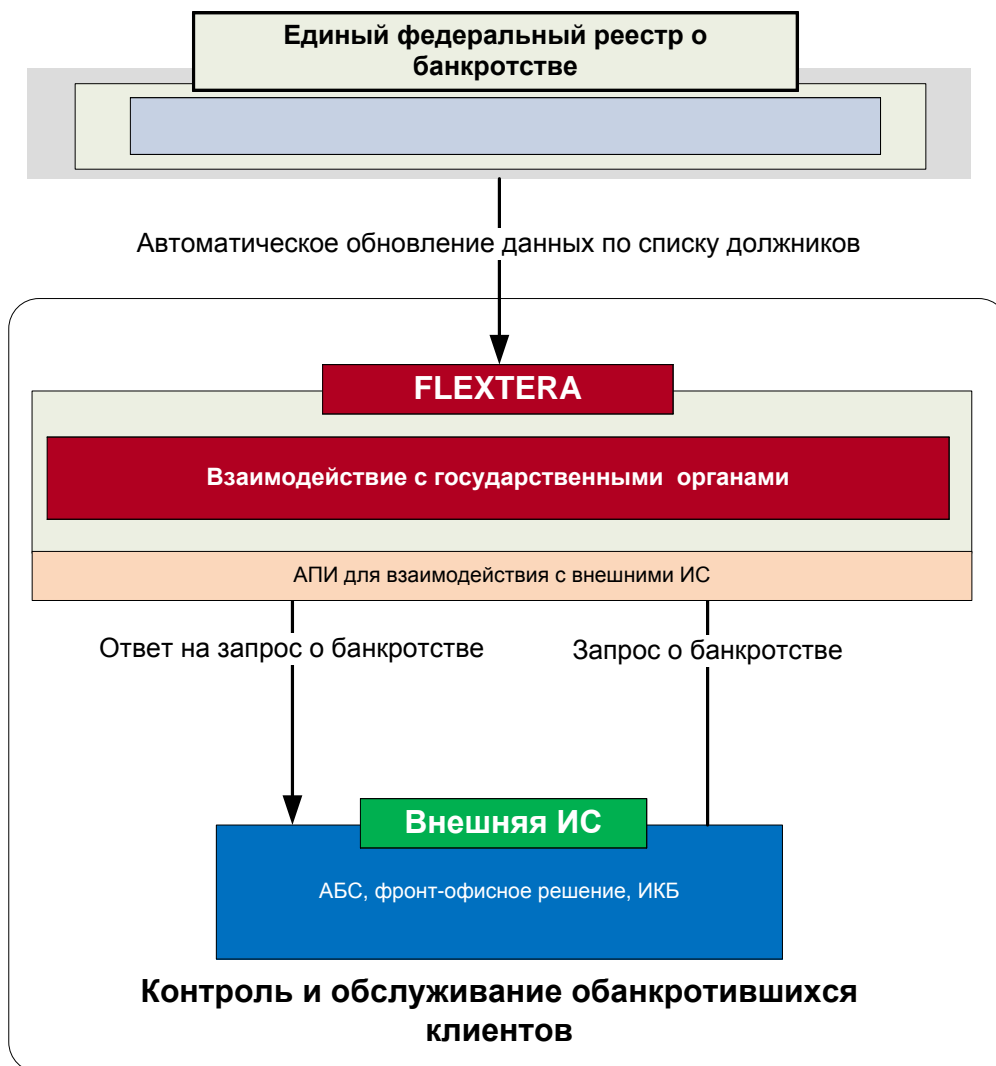 Единый федеральный реестр о
банкротстве
Автоматическое обновление данных по списку должников
FLEXTERA
Взаимодействие с государственными  органами
АПИ для взаимодействия с внешними ИС
Ответ на запрос о банкротстве
Запрос о банкротстве
Внешняя ИС
АБС, фронт-офисное решение, ИКБ
Контроль и обслуживание обанкротившихся
клиентов